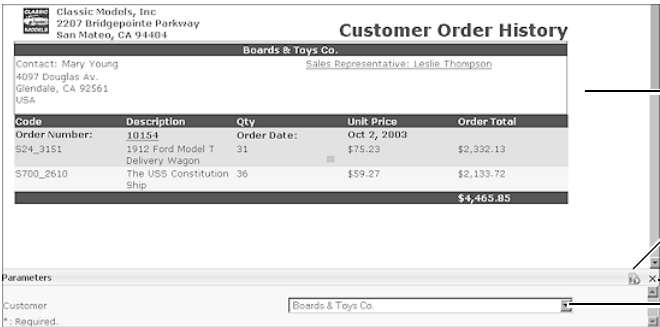 CLASSIC
MODELS
Classic Models, Inc
2207 Bridgepointe Parkway
San Mateo, CA 94404
Customer Order History
Boards & Toys Co.
Contact: Mary Young
Sales Representative: Leslie Thompson
4097 Douglas Av.
Glendale, CA 92561
USA
Code Description Qty Unit Price Order Total
Order Number: 10154 Order Date: Oct 2, 2003
S24_3151 1912 Ford Model T Delivery Wagon 31 $75.23 $2,332.13
S700_2610 The USS Constitution Ship 36 $59.27 $2,133.72
$4,465.85
Parameters
Customer Boards & Toys Co.
*: Required.